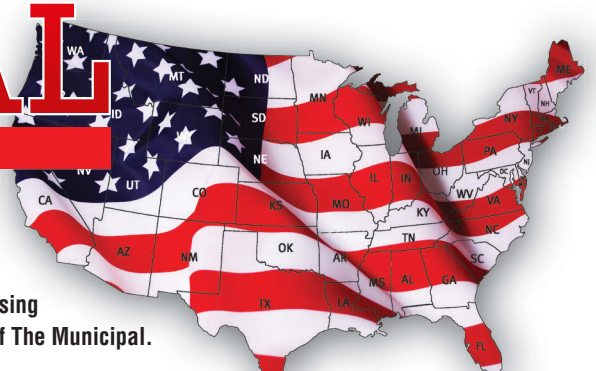 AL
WA
MT
ND
MN
ME
VT
NH
ID
SD
WI
MI
NY
NE
IA
PA
NV
UT
IL
IN
OH
NJ
DC
CA
CO
KS
MO
KY
WV
VA
TN
NC
AZ
NM
OK
AR
SC
MS
AL
GA
TX
LA
FL
sing
f The Municipal.